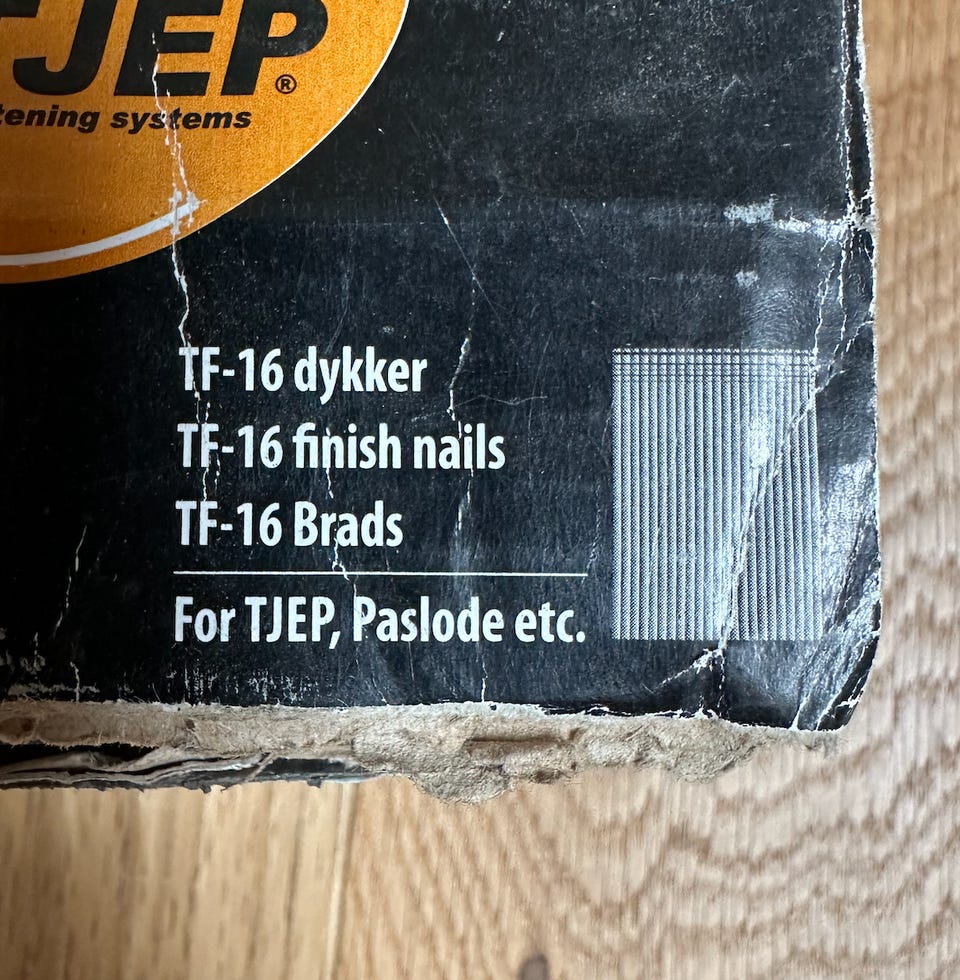 TJEP®
tening systems
TF-16 dykker
TF-16 finish nails
TF-16 Brads
For TJEP, Paslode etc.